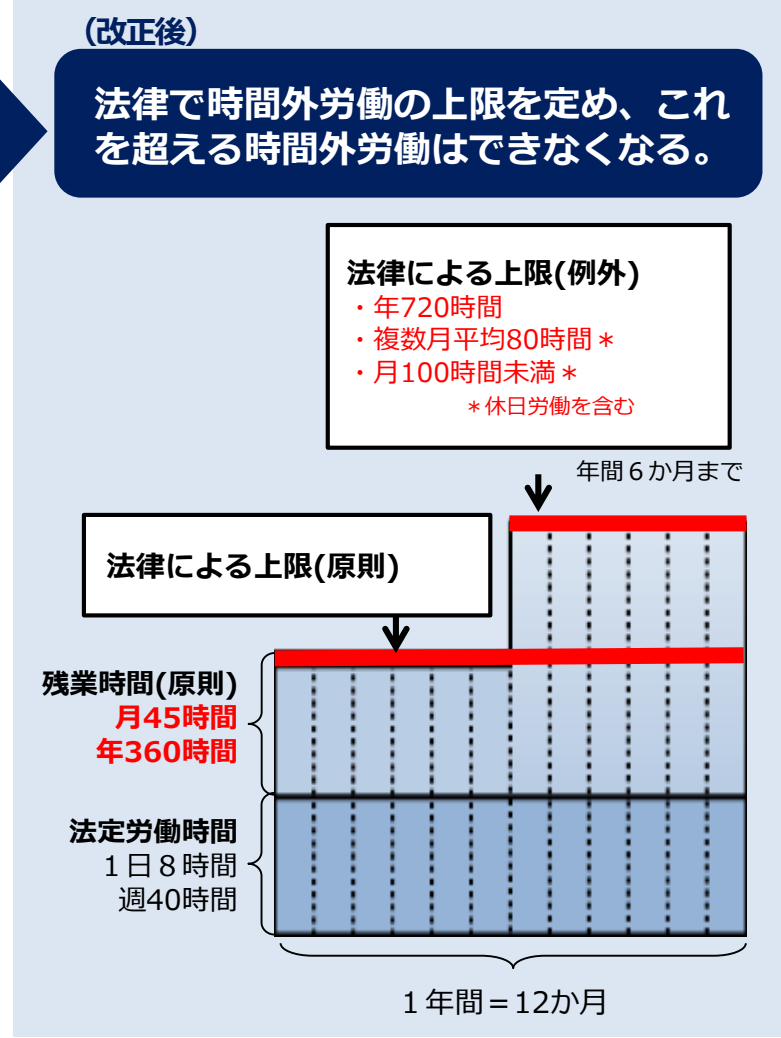 （改正後）
法律で時間外労働の上限を定め、これ
を超える時間外労働はできなくなる。
法律による上限(例外)
・年720時間
・複数月平均80時間＊
・月100時間未満＊
＊休日労働を含む
年間６か月まで
法律による上限(原則)
残業時間(原則)
月45時間
年360時間
法定労働時間
１日８時間
週40時間
１年間＝12か月